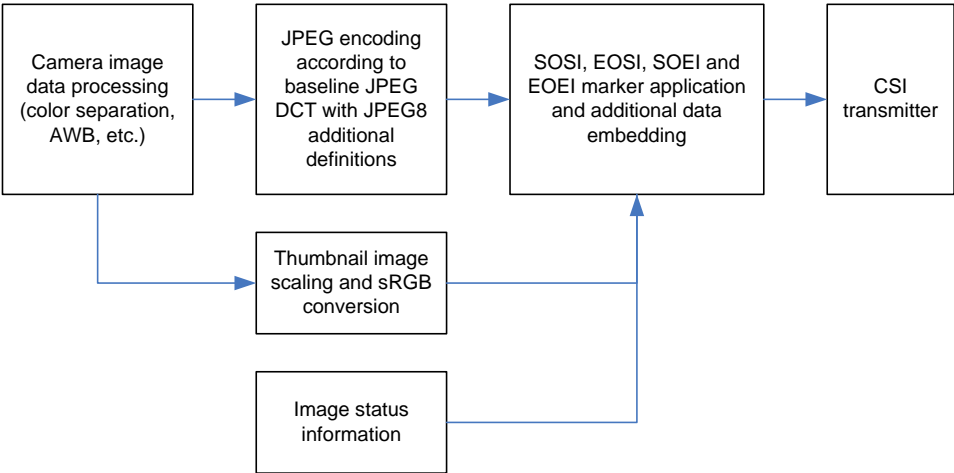 Camera image
data processing
(color separation,
AWB, etc.)
JPEG encoding
according to
baseline JPEG
DCT with JPEG8
additional
definitions
SOSI, EOSI, SOEI and
EOEI marker application
and additional data
embedding
CSI
transmitter
Thumbnail image
scaling and sRGB
conversion
Image status
information